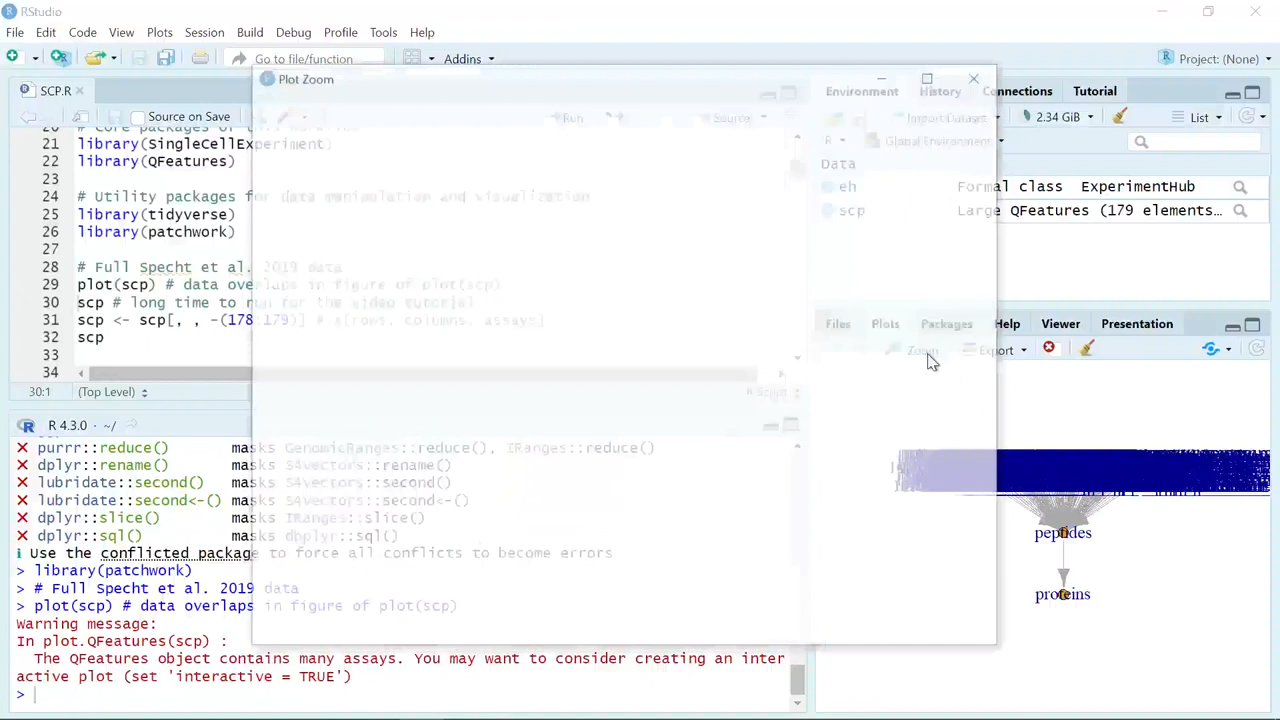 RStudio
File Edit Code View Plots Session Build Debug Profile Tools Help
Go to file/function Addins Project: (None)
SCP.R
Source on Save Run Source
20 # Core packages of this
21 library(SingleCellExperiment)
22 library(QFeatures)
23
24 # Utility packages for data manipulation and visualization
25 library(tidyverse)
26 library(patchwork)
27
28 # Full Specht et al. 2019 data
29 plot(scp) # data overlaps in figure of plot(scp)
30 scp # long time to run for the video tutorial
31 scp <- scp[, , -(178:179)] # x[rows, columns, assays]
32 scp
33
34
30:1 (Top Level) R Script
Plot Zoom
R 4.3.0 · ~/
✕ purrr::reduce() masks GenomicRanges::reduce(), IRanges::reduce()
✕ dplyr::rename() masks S4Vectors::rename()
✕ lubridate::second() masks S4Vectors::second()
✕ lubridate::second<-() masks S4Vectors::second<-()
✕ dplyr::slice() masks IRanges::slice()
✕ dplyr::sql() masks dbplyr::sql()
ℹ Use the conflicted package to force all conflicts to become errors
> library(patchwork)
> # Full Specht et al. 2019 data
> plot(scp) # data overlaps in figure of plot(scp)
Warning message:
In plot.QFeatures(scp) :
The QFeatures object contains many assays. You may want to consider creating an inter
active plot (set 'interactive = TRUE')
>
Environment History Connections Tutorial
Import Dataset 2.34 GiB List
R Global Environment
Data
eh Formal class ExperimentHub
scp Large QFeatures (179 elements…
Files Plots Packages Help Viewer Presentation
Zoom Export
peptides
proteins